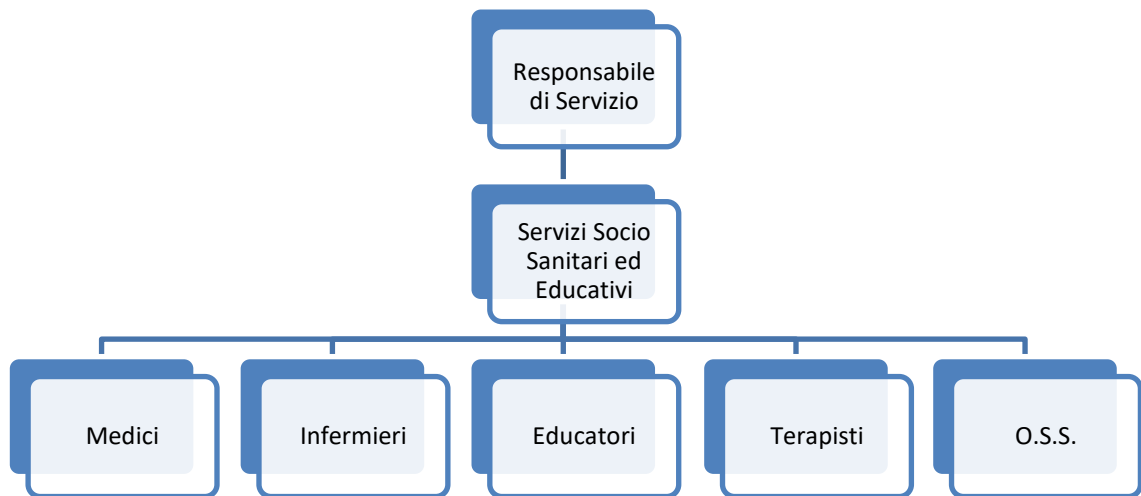 Responsabile
di Servizio
Servizi Socio
Sanitari ed
Educativi
Medici
Infermieri
Educatori
Terapisti
O.S.S.